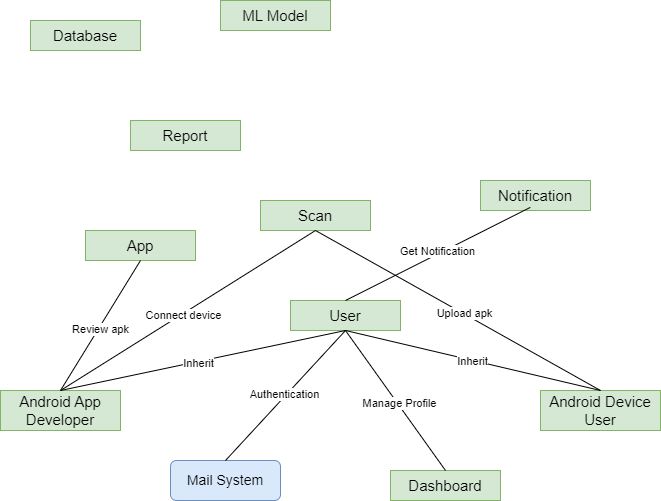 ML Model
Database
Report
Notification
Scan
App
Get Notification
User
Connect device
Upload apk
Review apk
Inherit
Inherit
Authentication
Manage Profile
Android App
Developer
Android Device
User
Mail System
Dashboard